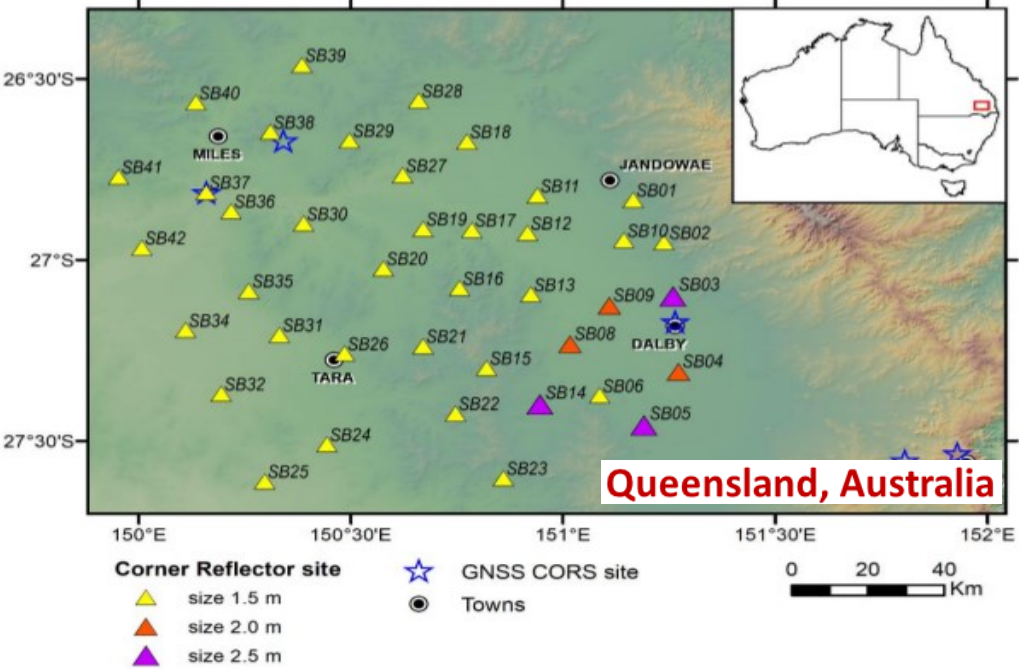 SB39
26°30'S
SB40
SB28
SB38
SB29
SB18
MILES
JANDOWAE
SB41
SB27
SB37
SB11
SB01
SB36
SB30
SB19
SB17
SB12
SB10
SB02
SB42
27°S
SB20
SB35
SB16
SB13
SB03
SB09
SB34
SB31
SB21
SB08
DALBY
SB26
TARA
SB15
SB04
SB32
SB14
SB06
SB22
SB05
27°30'S
SB24
SB25
SB23
Queensland, Australia
150°E
150°30'E
151°E
151°30'E
152°E
Corner Reflector site
size 1.5 m
size 2.0 m
size 2.5 m
GNSS CORS site
Towns
0 20 40
Km